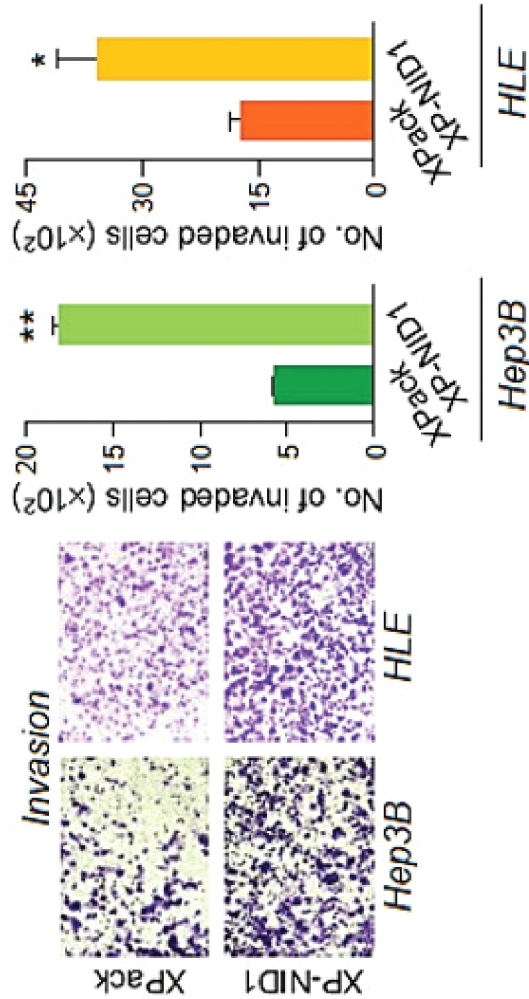 Invasion
XPack
XP-NID1
Hep3B
HLE
No. of invaded cells (x10²)
20
15
10
5
0
**
XPack
XP-NID1
Hep3B
No. of invaded cells (x10²)
45
30
15
0
*
XPack
XP-NID1
HLE